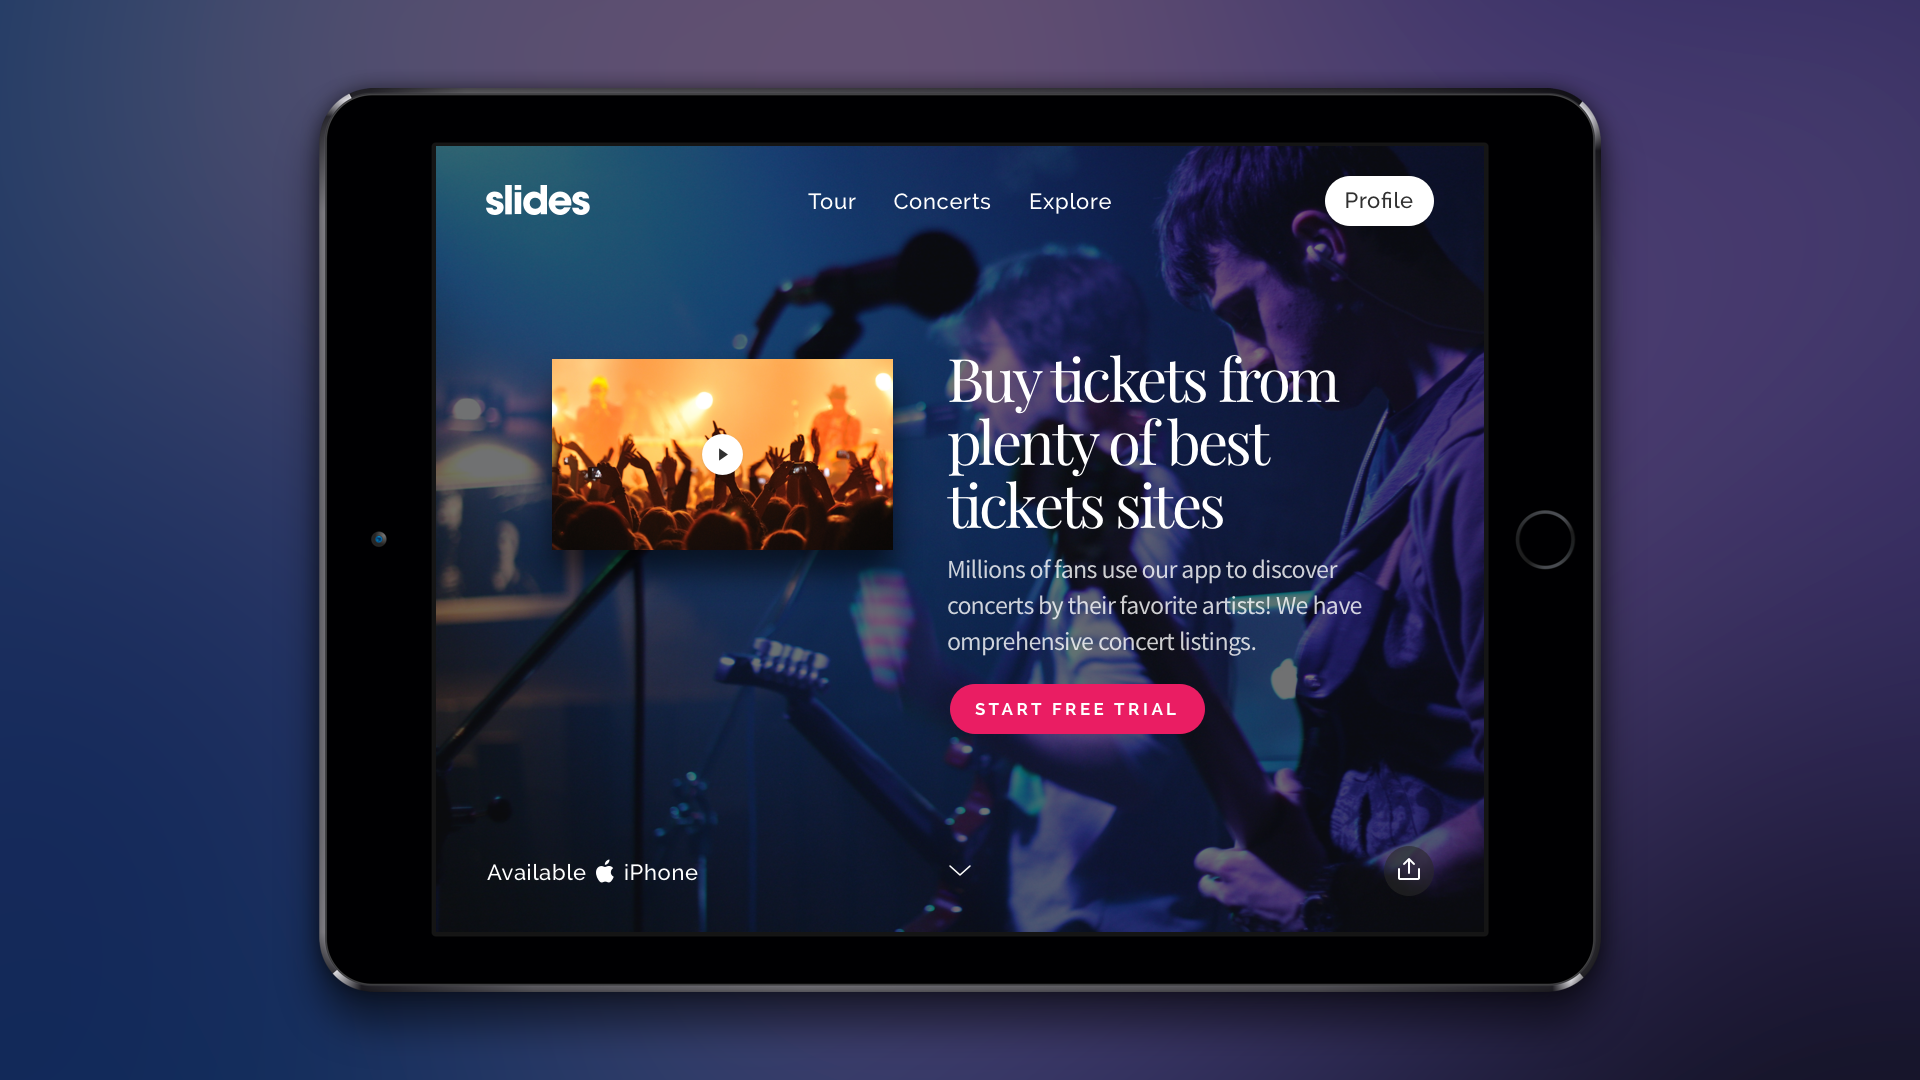 slides
Tour
Concerts
Explore
Profile
Buy tickets from
plenty of best
tickets sites
Millions of fans use our app to discover
concerts by their favorite artists! We have
omprehensive concert listings.
START FREE TRIAL
Available iPhone